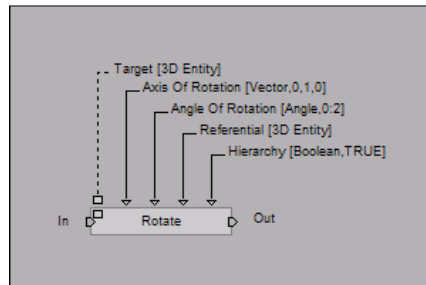 Target [3D Entity]
Axis Of Rotation [Vector,0,1,0]
Angle Of Rotation [Angle,0:2]
Referential [3D Entity]
Hierarchy [Boolean,TRUE]
In Rotate Out